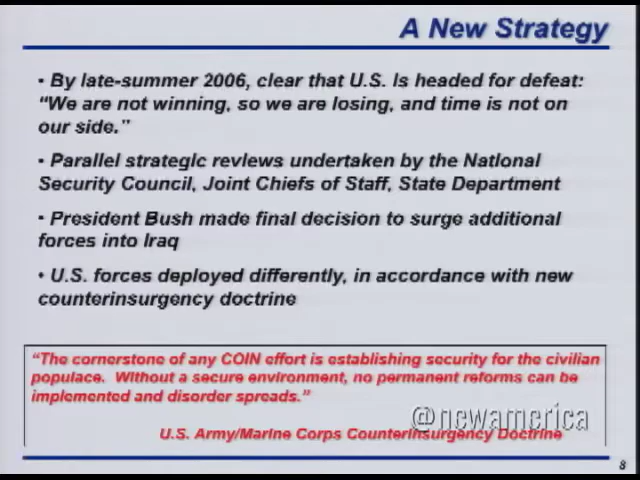 A New Strategy
• By late-summer 2006, clear that U.S. Is headed for defeat:
"We are not winning, so we are losing, and time is not on
our side."
• Parallel strategic reviews undertaken by the National
Security Council, Joint Chiefs of Staff, State Department
• President Bush made final decision to surge additional
forces into Iraq
• U.S. forces deployed differently, in accordance with new
counterinsurgency doctrine
"The cornerstone of any COIN effort is establishing security for the civilian
populace. Without a secure environment, no permanent reforms can be
implemented and disorder spreads."
@newamerica
U.S. Army/Marine Corps Counterinsurgency Doctrine
8